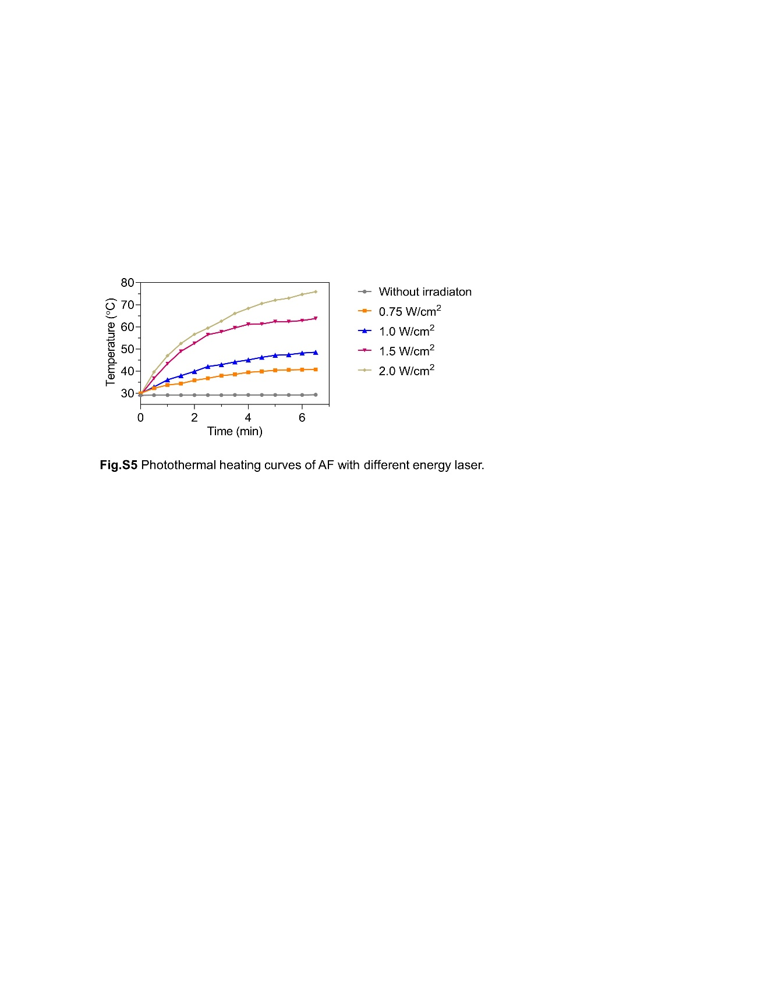 80
70
60
50
40
30
Temperature (°C)
0 2 4 6
Time (min)
Without irradiaton
0.75 W/cm²
1.0 W/cm²
1.5 W/cm²
2.0 W/cm²
Fig.S5 Photothermal heating curves of AF with different energy laser.